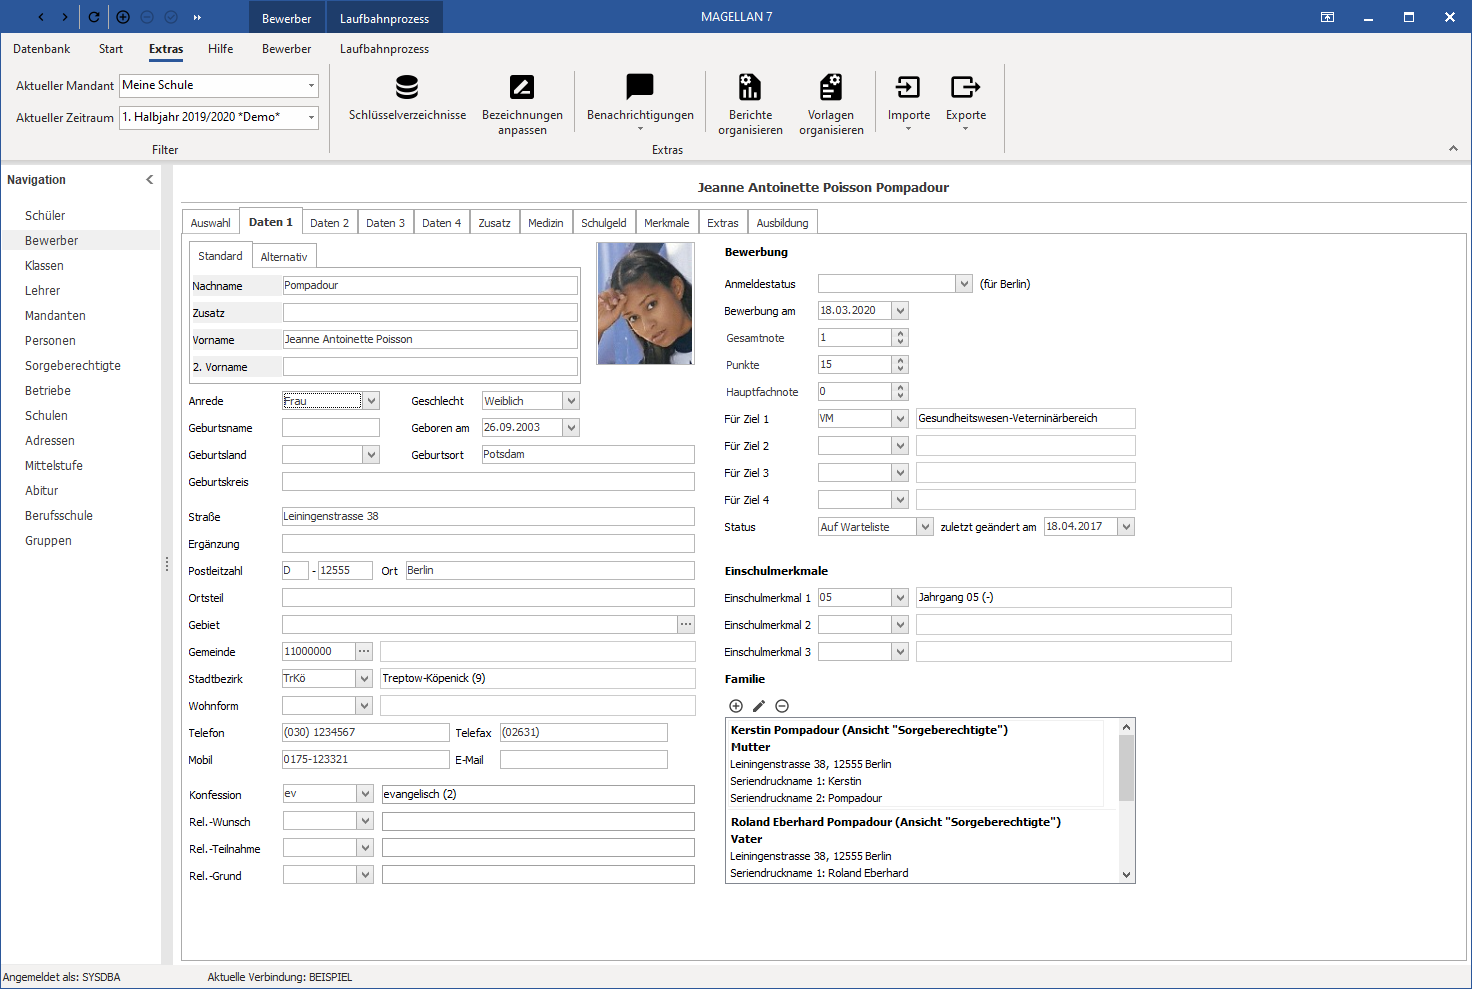 Bewerber Laufbahnprozess MAGELLAN 7
Datenbank Start Extras Hilfe Bewerber Laufbahnprozess
Aktueller Mandant Meine Schule
Aktueller Zeitraum 1. Halbjahr 2019/2020 *Demo*
Filter
Schlüsselverzeichnisse
Bezeichnungen
anpassen
Benachrichtigungen
Berichte
organisieren
Vorlagen
organisieren
Importe
Exporte
Extras
Navigation
Schüler
Bewerber
Klassen
Lehrer
Mandanten
Personen
Sorgeberechtigte
Betriebe
Schulen
Adressen
Mittelstufe
Abitur
Berufsschule
Gruppen
Jeanne Antoinette Poisson Pompadour
Auswahl Daten 1 Daten 2 Daten 3 Daten 4 Zusatz Medizin Schulgeld Merkmale Extras Ausbildung
Standard Alternativ
Nachname Pompadour
Zusatz
Vorname Jeanne Antoinette Poisson
2. Vorname
Anrede Frau Geschlecht Weiblich
Geburtsname Geboren am 26.09.2003
Geburtsland Geburtsort Potsdam
Geburtskreis
Straße Leiningenstrasse 38
Ergänzung
Postleitzahl D - 12555 Ort Berlin
Ortsteil
Gebiet ...
Gemeinde 11000000 ...
Stadtbezirk TrKö Treptow-Köpenick (9)
Wohnform
Telefon (030) 1234567 Telefax (02631)
Mobil 0175-123321 E-Mail
Konfession ev evangelisch (2)
Rel.-Wunsch
Rel.-Teilnahme
Rel.-Grund
Bewerbung
Anmeldestatus (für Berlin)
Bewerbung am 18.03.2020
Gesamtnote 1
Punkte 15
Hauptfachnote 0
Für Ziel 1 VM Gesundheitswesen-Veterninärbereich
Für Ziel 2
Für Ziel 3
Für Ziel 4
Status Auf Warteliste zuletzt geändert am 18.04.2017
Einschulmerkmale
Einschulmerkmal 1 05 Jahrgang 05 (-)
Einschulmerkmal 2
Einschulmerkmal 3
Familie
Kerstin Pompadour (Ansicht "Sorgeberechtigte")
Mutter
Leiningenstrasse 38, 12555 Berlin
Seriendruckname 1: Kerstin
Seriendruckname 2: Pompadour
Roland Eberhard Pompadour (Ansicht "Sorgeberechtigte")
Vater
Leiningenstrasse 38, 12555 Berlin
Seriendruckname 1: Roland Eberhard
Angemeldet als: SYSDBA Aktuelle Verbindung: BEISPIEL